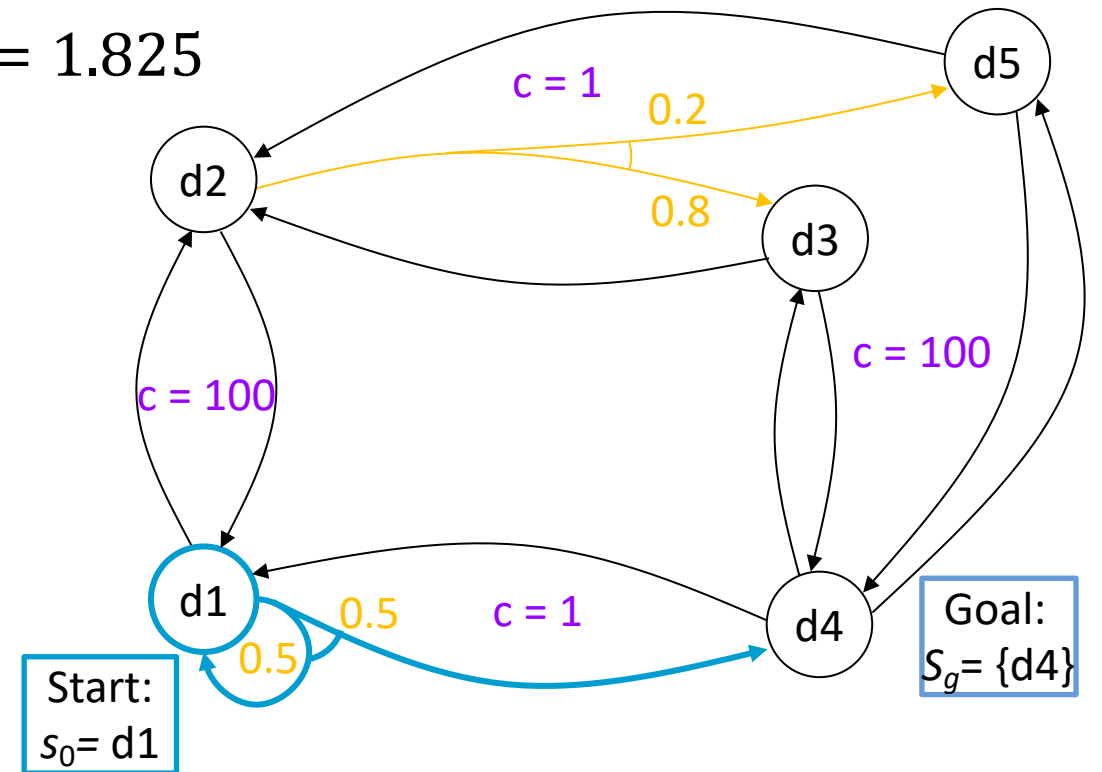 = 1.825
d5
c = 1
0.2
d2
0.8
d3
c = 100
c = 100
d1
0.5
0.5
c = 1
d4
Start:
s₀= d1
Goal:
S_g= {d4}